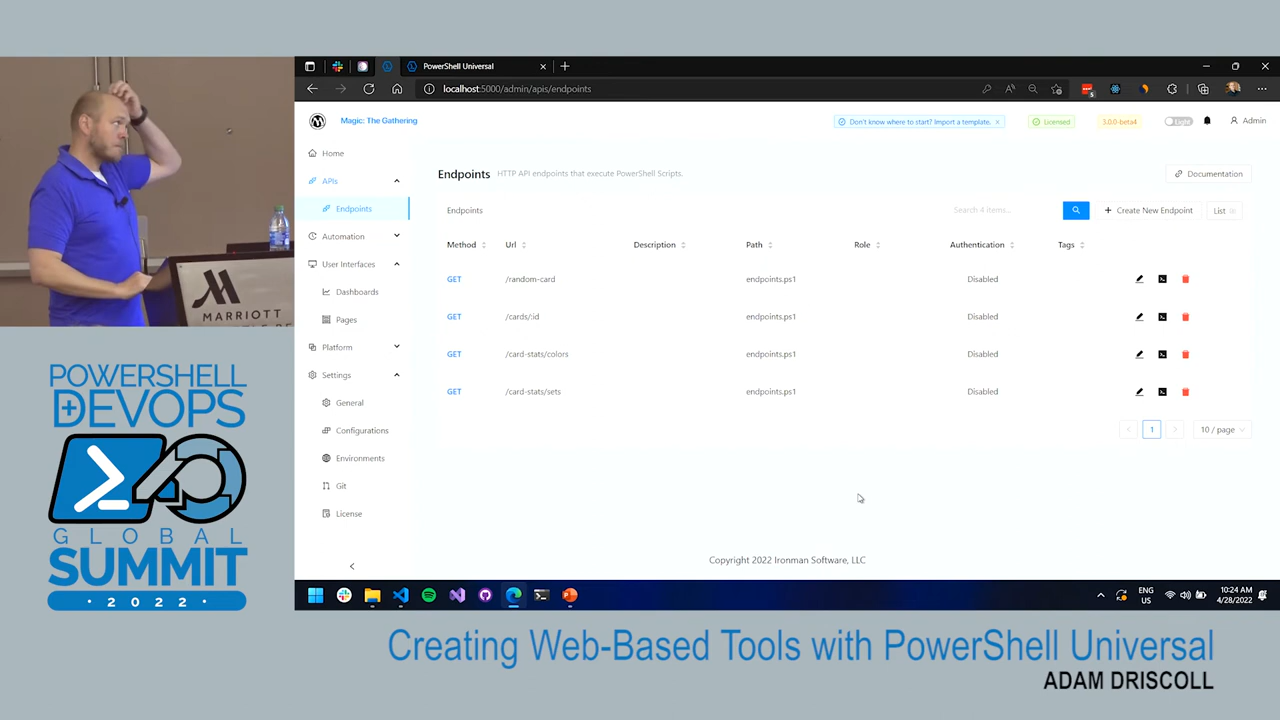 PowerShell Universal
localhost:5000/admin/apis/endpoints
Magic: The Gathering
Don't know where to start? Import a template.
Licensed
3.0.0-beta4
Light
Admin
Home
APIs
Endpoints
Automation
User Interfaces
Dashboards
Pages
Platform
Settings
General
Configurations
Environments
Git
License
Endpoints HTTP API endpoints that execute PowerShell Scripts.
Documentation
Endpoints
Search 4 items...
Create New Endpoint
List
Method Url Description Path Role Authentication Tags
GET /random-card endpoints.ps1 Disabled
GET /cards/:id endpoints.ps1 Disabled
GET /card-stats/colors endpoints.ps1 Disabled
GET /card-stats/sets endpoints.ps1 Disabled
< 1 > 10 / page
Copyright 2022 Ironman Software, LLC
ENG
US
10:24 AM
4/28/2022
MARRIOTT
POWERSHELL
DEVOPS
GLOBAL
SUMMIT
· 2 0 2 2 ·
Creating Web-Based Tools with PowerShell Universal
ADAM DRISCOLL